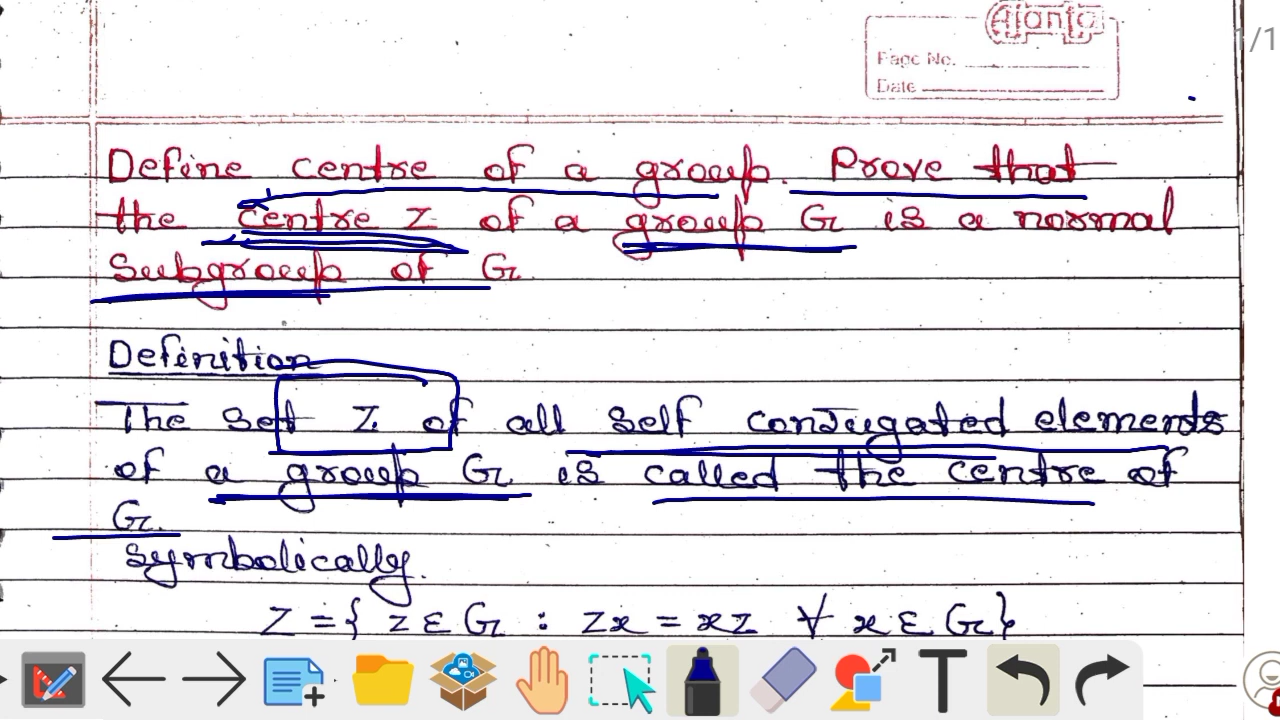 Ajanta
1/1
Page No.
Date
Define centre of a group. Prove that
the centre Z of a group G is a normal
Subgroup of G
Definition
The set Z of all self conjugated elements
of a group G is called the centre of
G.
Symbolically.
Z = { z ε G : zx = xz ∀ x ε G }
T